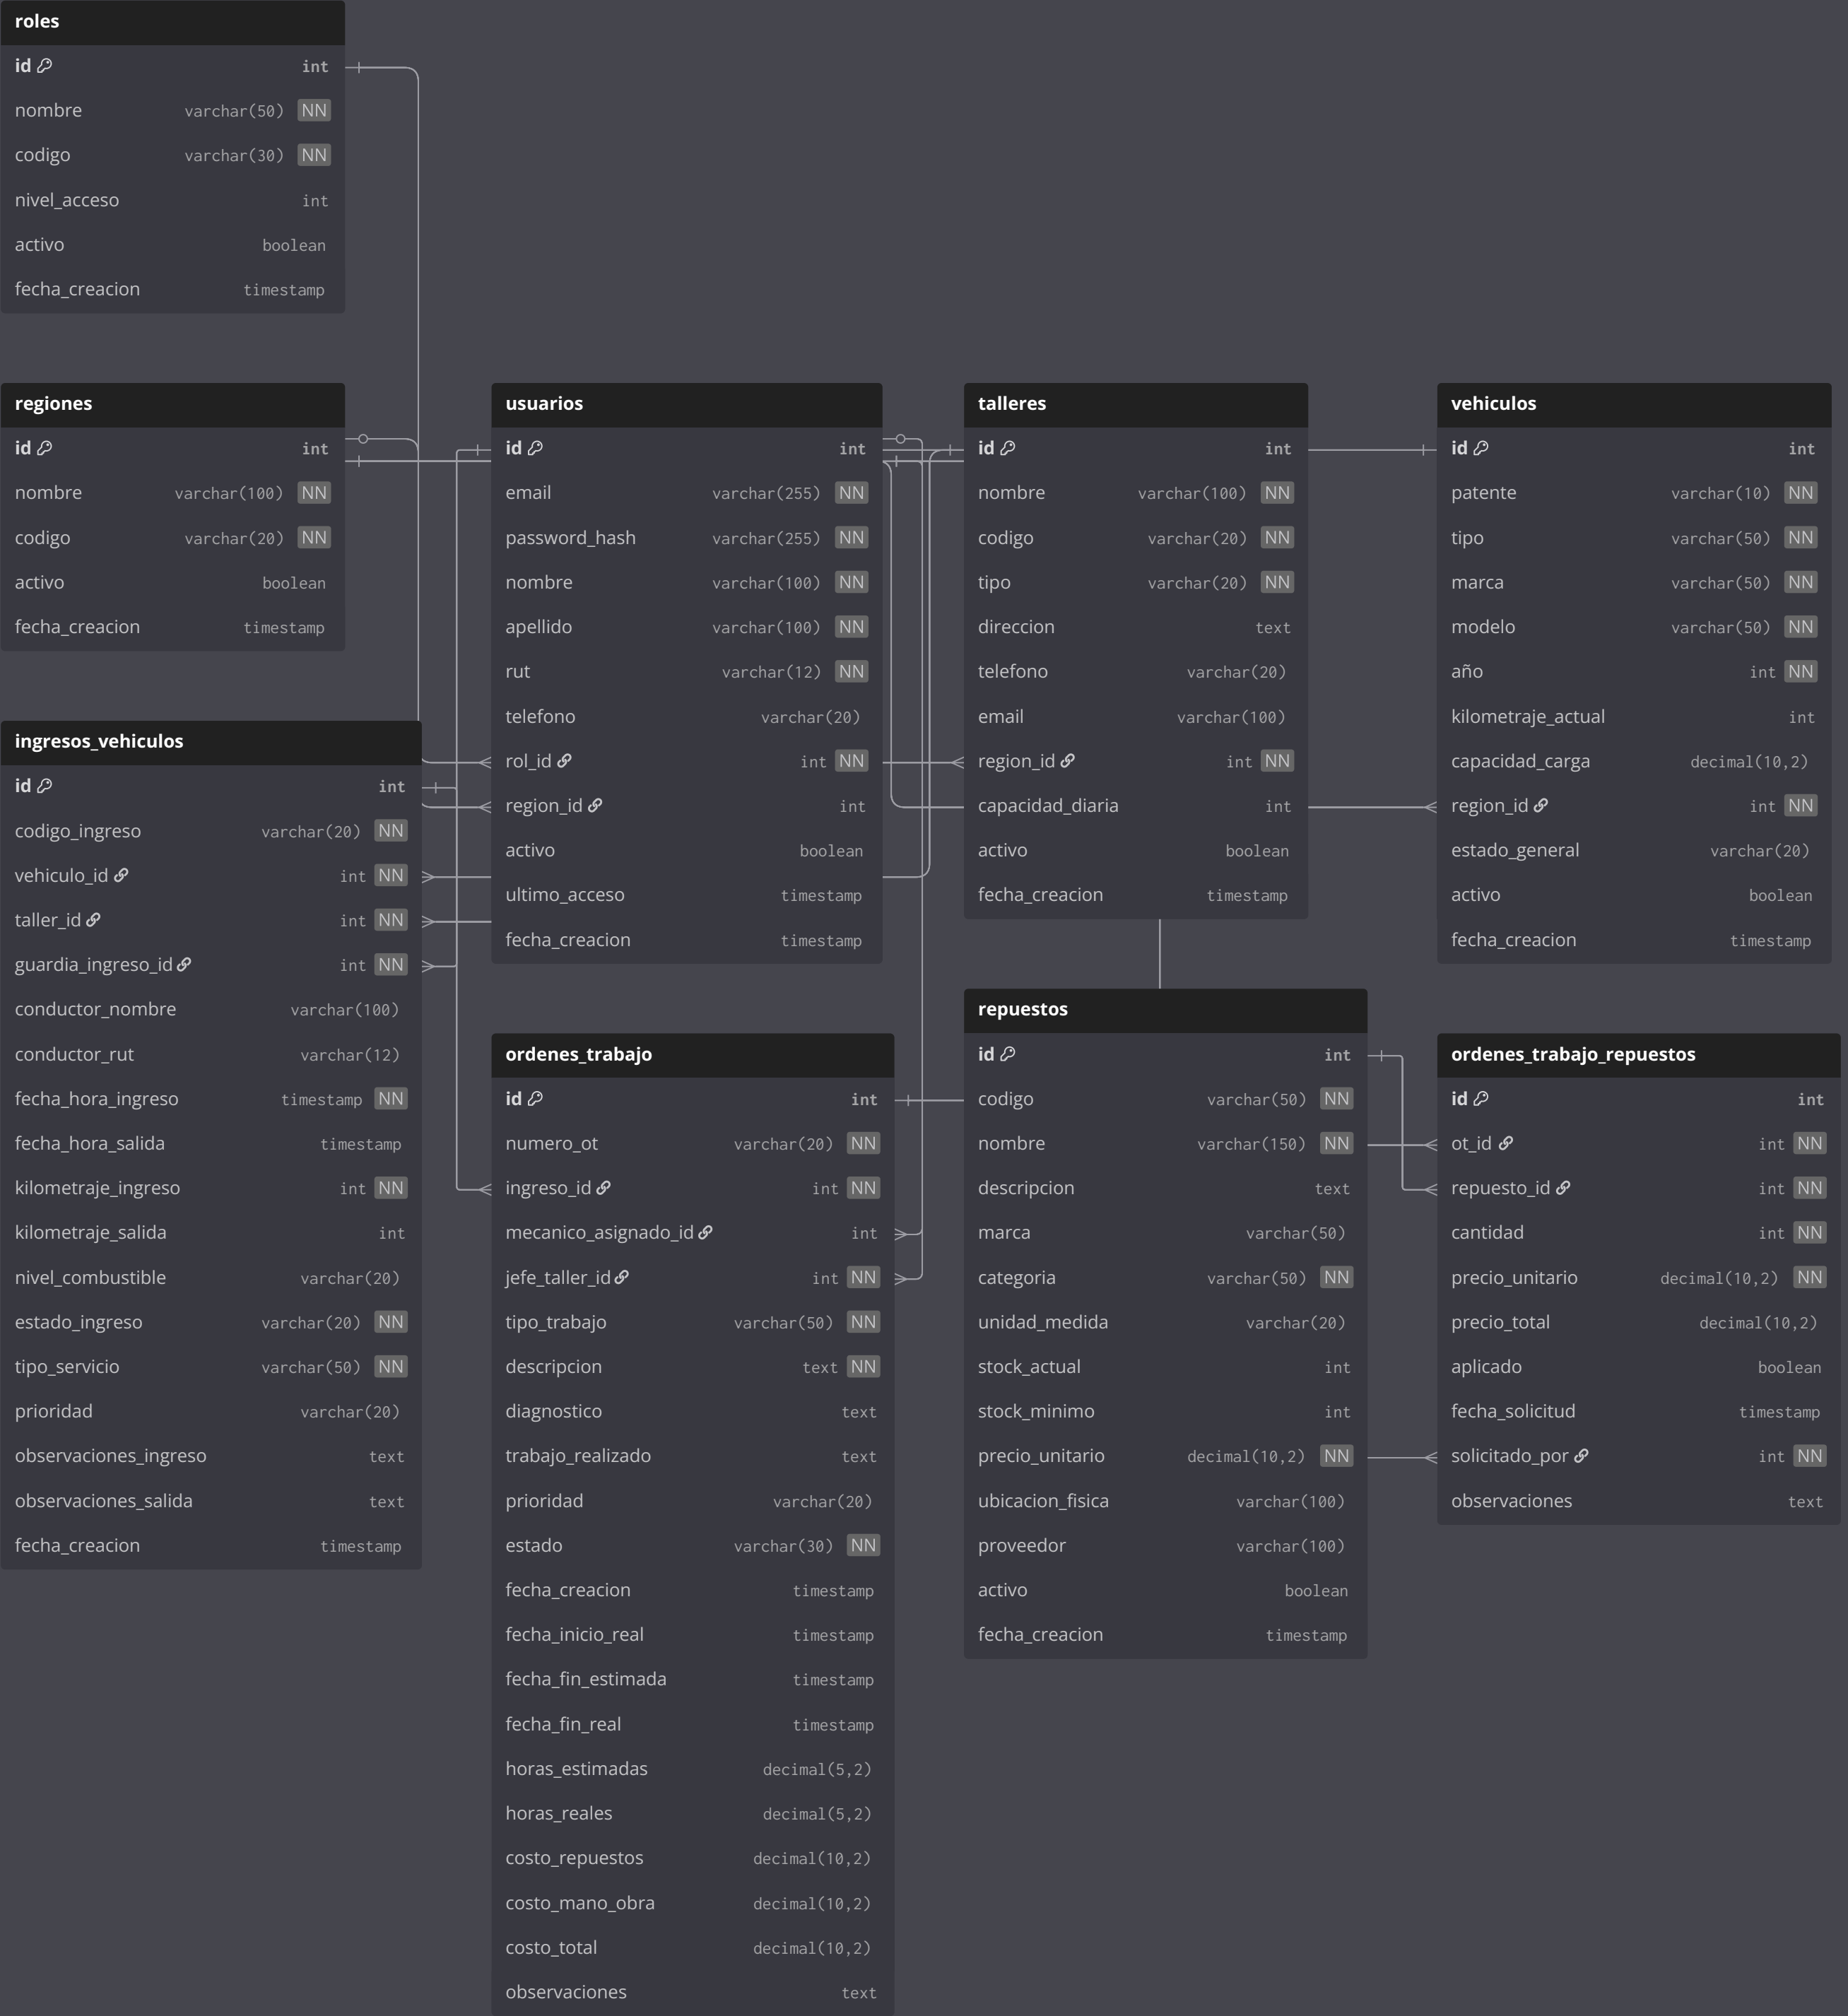 roles
id int
nombre varchar(50) NN
codigo varchar(30) NN
nivel_acceso int
activo boolean
fecha_creacion timestamp
regiones
id int
nombre varchar(100) NN
codigo varchar(20) NN
activo boolean
fecha_creacion timestamp
usuarios
id int
email varchar(255) NN
password_hash varchar(255) NN
nombre varchar(100) NN
apellido varchar(100) NN
rut varchar(12) NN
telefono varchar(20)
rol_id int NN
region_id int
activo boolean
ultimo_acceso timestamp
fecha_creacion timestamp
talleres
id int
nombre varchar(100) NN
codigo varchar(20) NN
tipo varchar(20) NN
direccion text
telefono varchar(20)
email varchar(100)
region_id int NN
capacidad_diaria int
activo boolean
fecha_creacion timestamp
vehiculos
id int
patente varchar(10) NN
tipo varchar(50) NN
marca varchar(50) NN
modelo varchar(50) NN
año int NN
kilometraje_actual int
capacidad_carga decimal(10,2)
region_id int NN
estado_general varchar(20)
activo boolean
fecha_creacion timestamp
ingresos_vehiculos
id int
codigo_ingreso varchar(20) NN
vehiculo_id int NN
taller_id int NN
guardia_ingreso_id int NN
conductor_nombre varchar(100)
conductor_rut varchar(12)
fecha_hora_ingreso timestamp NN
fecha_hora_salida timestamp
kilometraje_ingreso int NN
kilometraje_salida int
nivel_combustible varchar(20)
estado_ingreso varchar(20) NN
tipo_servicio varchar(50) NN
prioridad varchar(20)
observaciones_ingreso text
observaciones_salida text
fecha_creacion timestamp
ordenes_trabajo
id int
numero_ot varchar(20) NN
ingreso_id int NN
mecanico_asignado_id int
jefe_taller_id int NN
tipo_trabajo varchar(50) NN
descripcion text NN
diagnostico text
trabajo_realizado text
prioridad varchar(20)
estado varchar(30) NN
fecha_creacion timestamp
fecha_inicio_real timestamp
fecha_fin_estimada timestamp
fecha_fin_real timestamp
horas_estimadas decimal(5,2)
horas_reales decimal(5,2)
costo_repuestos decimal(10,2)
costo_mano_obra decimal(10,2)
costo_total decimal(10,2)
observaciones text
repuestos
id int
codigo varchar(50) NN
nombre varchar(150) NN
descripcion text
marca varchar(50)
categoria varchar(50) NN
unidad_medida varchar(20)
stock_actual int
stock_minimo int
precio_unitario decimal(10,2) NN
ubicacion_fisica varchar(100)
proveedor varchar(100)
activo boolean
fecha_creacion timestamp
ordenes_trabajo_repuestos
id int
ot_id int NN
repuesto_id int NN
cantidad int NN
precio_unitario decimal(10,2) NN
precio_total decimal(10,2)
aplicado boolean
fecha_solicitud timestamp
solicitado_por int NN
observaciones text